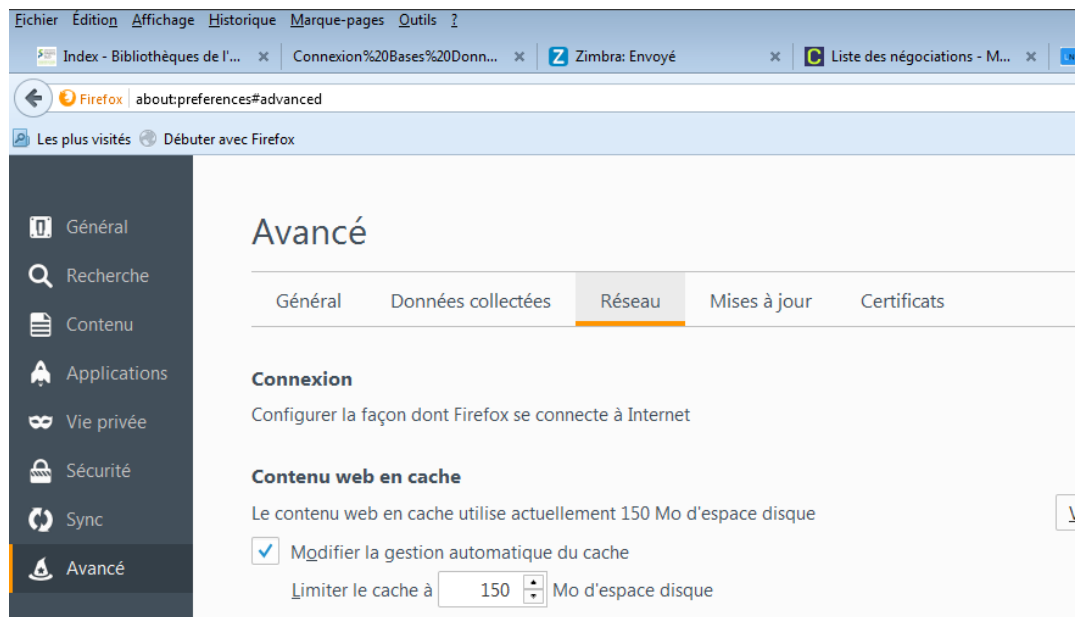 Fichier Édition Affichage Historique Marque-pages Outils ?
Index - Bibliothèques de l'... Connexion%20Bases%20Donn... Zimbra: Envoyé Liste des négociations - M...
Firefox about:preferences#advanced
Les plus visités Débuter avec Firefox
Général
Recherche
Contenu
Applications
Vie privée
Sécurité
Sync
Avancé
Avancé
Général Données collectées Réseau Mises à jour Certificats
Connexion
Configurer la façon dont Firefox se connecte à Internet
Contenu web en cache
Le contenu web en cache utilise actuellement 150 Mo d'espace disque
Modifier la gestion automatique du cache
Limiter le cache à 150 Mo d'espace disque